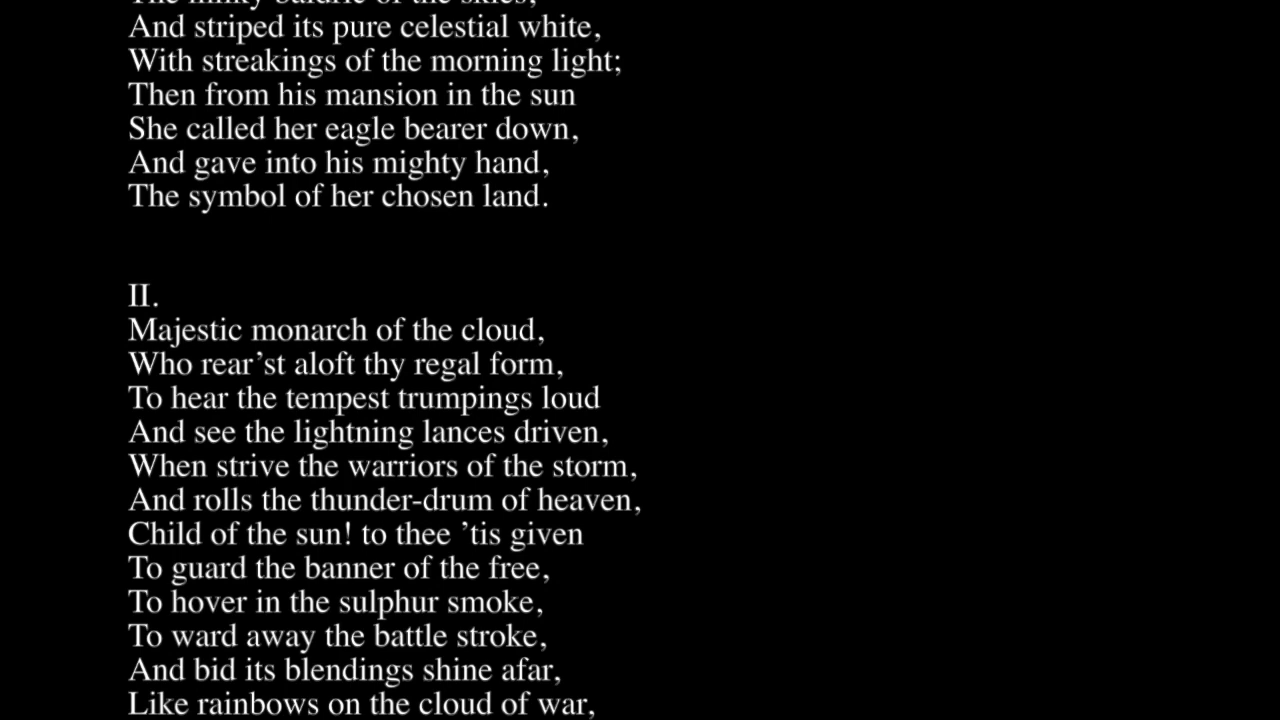 The milky baldric of the skies,
And striped its pure celestial white,
With streakings of the morning light;
Then from his mansion in the sun
She called her eagle bearer down,
And gave into his mighty hand,
The symbol of her chosen land.
II.
Majestic monarch of the cloud,
Who rear’st aloft thy regal form,
To hear the tempest trumpings loud
And see the lightning lances driven,
When strive the warriors of the storm,
And rolls the thunder-drum of heaven,
Child of the sun! to thee ’tis given
To guard the banner of the free,
To hover in the sulphur smoke,
To ward away the battle stroke,
And bid its blendings shine afar,
Like rainbows on the cloud of war,